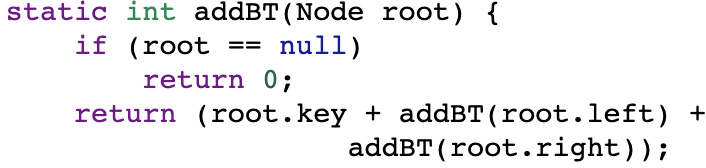 static int addBT(Node root) {
    if (root == null)
        return 0;
    return (root.key + addBT(root.left) +
                    addBT(root.right));